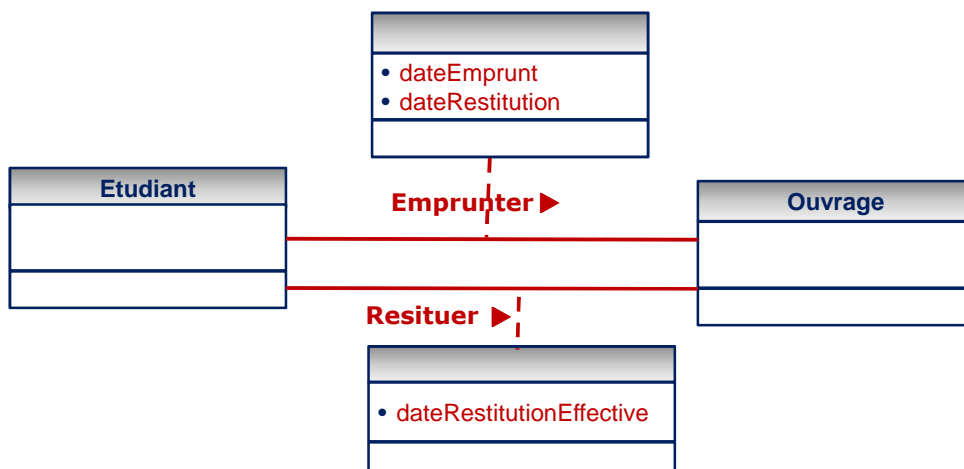 • dateEmprunt
• dateRestitution
Etudiant
Emprunter
Ouvrage
Resituer
• dateRestitutionEffective